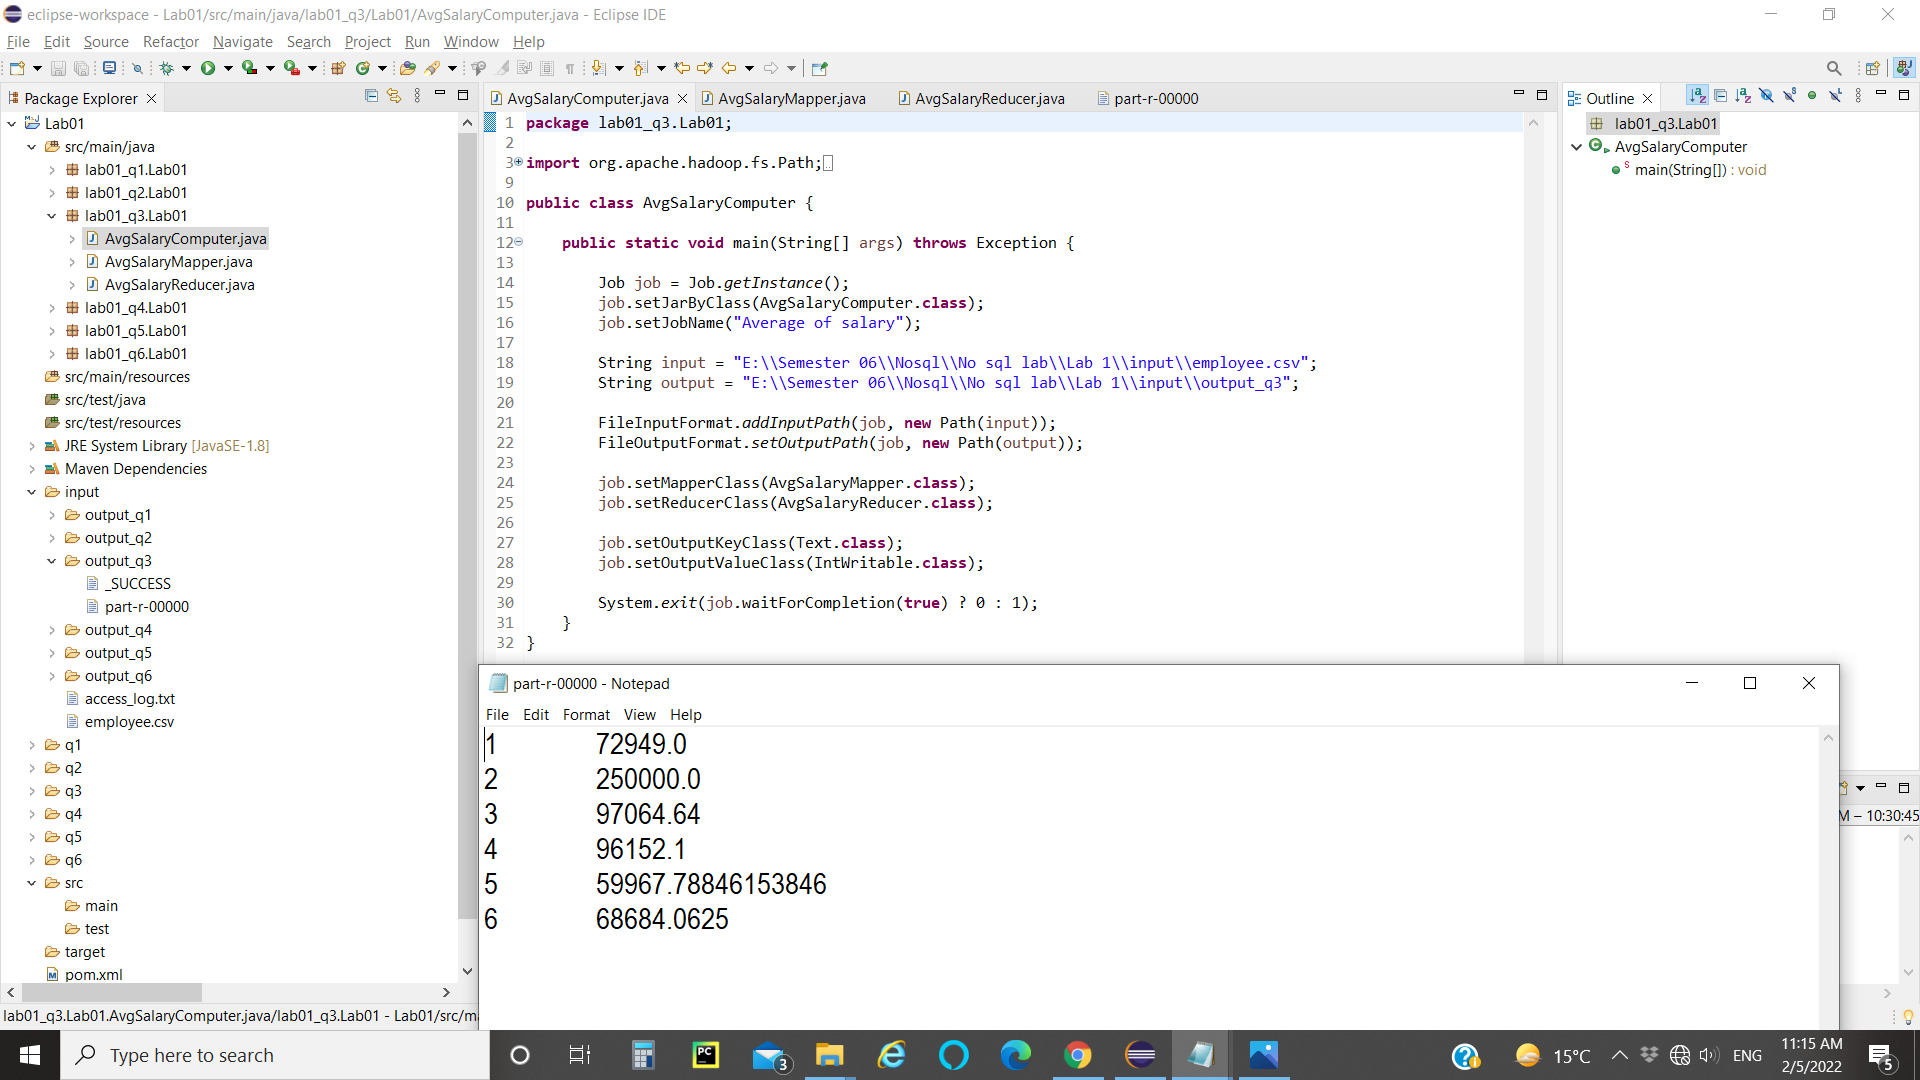 eclipse-workspace - Lab01/src/main/java/lab01_q3/Lab01/AvgSalaryComputer.java - Eclipse IDE
File Edit Source Refactor Navigate Search Project Run Window Help
Package Explorer
Lab01
src/main/java
lab01_q1.Lab01
lab01_q2.Lab01
lab01_q3.Lab01
AvgSalaryComputer.java
AvgSalaryMapper.java
AvgSalaryReducer.java
lab01_q4.Lab01
lab01_q5.Lab01
lab01_q6.Lab01
src/main/resources
src/test/java
src/test/resources
JRE System Library [JavaSE-1.8]
Maven Dependencies
input
output_q1
output_q2
output_q3
_SUCCESS
part-r-00000
output_q4
output_q5
output_q6
access_log.txt
employee.csv
q1
q2
q3
q4
q5
q6
src
main
test
target
pom.xml
AvgSalaryComputer.java AvgSalaryMapper.java AvgSalaryReducer.java part-r-00000
1 package lab01_q3.Lab01;
2
3 import org.apache.hadoop.fs.Path;
9
10 public class AvgSalaryComputer {
11
12 public static void main(String[] args) throws Exception {
13
14 Job job = Job.getInstance();
15 job.setJarByClass(AvgSalaryComputer.class);
16 job.setJobName("Average of salary");
17
18 String input = "E:\\Semester 06\\Nosql\\No sql lab\\Lab 1\\input\\employee.csv";
19 String output = "E:\\Semester 06\\Nosql\\No sql lab\\Lab 1\\input\\output_q3";
20
21 FileInputFormat.addInputPath(job, new Path(input));
22 FileOutputFormat.setOutputPath(job, new Path(output));
23
24 job.setMapperClass(AvgSalaryMapper.class);
25 job.setReducerClass(AvgSalaryReducer.class);
26
27 job.setOutputKeyClass(Text.class);
28 job.setOutputValueClass(IntWritable.class);
29
30 System.exit(job.waitForCompletion(true) ? 0 : 1);
31 }
32 }
Outline
lab01_q3.Lab01
AvgSalaryComputer
main(String[]) : void
M – 10:30:45
part-r-00000 - Notepad
File Edit Format View Help
1 72949.0
2 250000.0
3 97064.64
4 96152.1
5 59967.78846153846
6 68684.0625
lab01_q3.Lab01.AvgSalaryComputer.java/lab01_q3.Lab01 - Lab01/src/m
Type here to search
PC
3
15°C
ENG
11:15 AM
2/5/2022
5